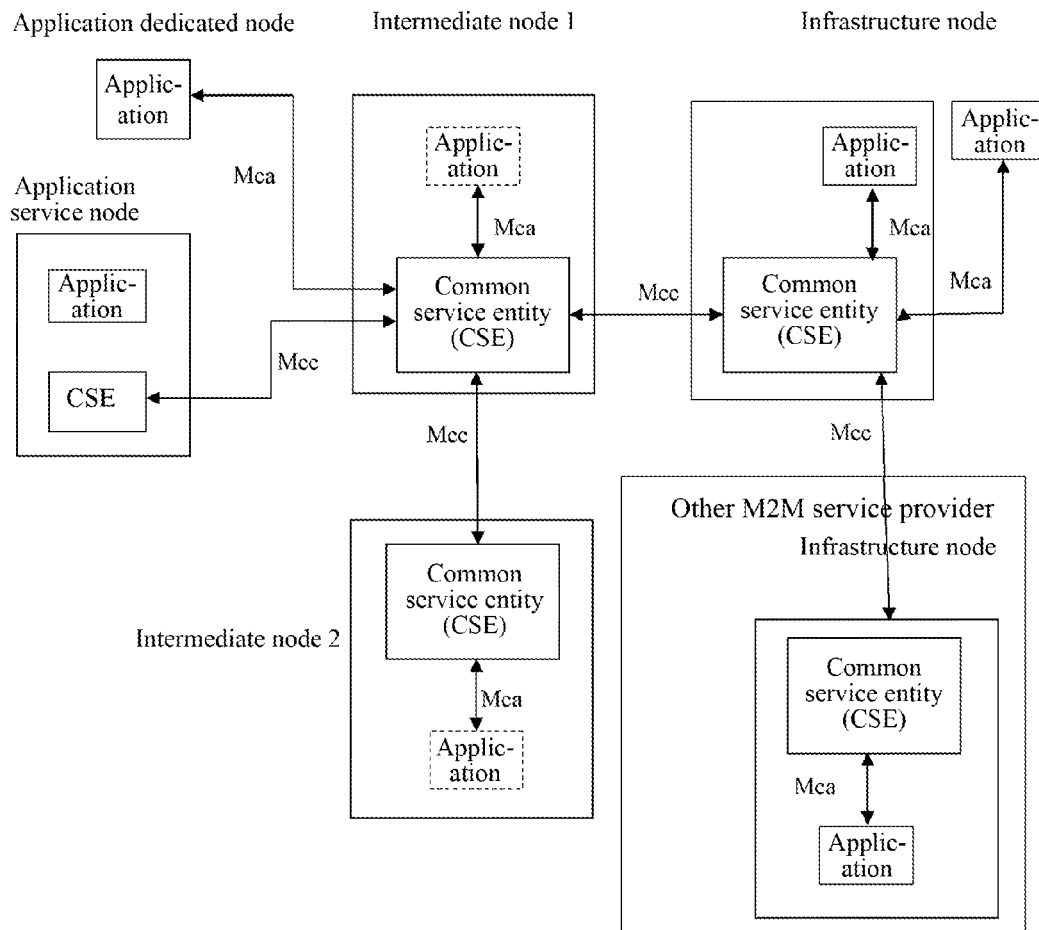 Application dedicated node
Intermediate node 1
Infrastructure node
Applic-
ation
Applic-
ation
Applic-
ation
Applic-
ation
Mca
Application
service node
Mca
Mca
Mca
Applic-
ation
Common
service entity
(CSE)
Mcc
Common
service entity
(CSE)
Mcc
CSE
Mcc
Mcc
Other M2M service provider
Infrastructure node
Common
service entity
(CSE)
Intermediate node 2
Mca
Applic-
ation
Common
service entity
(CSE)
Mca
Applic-
ation